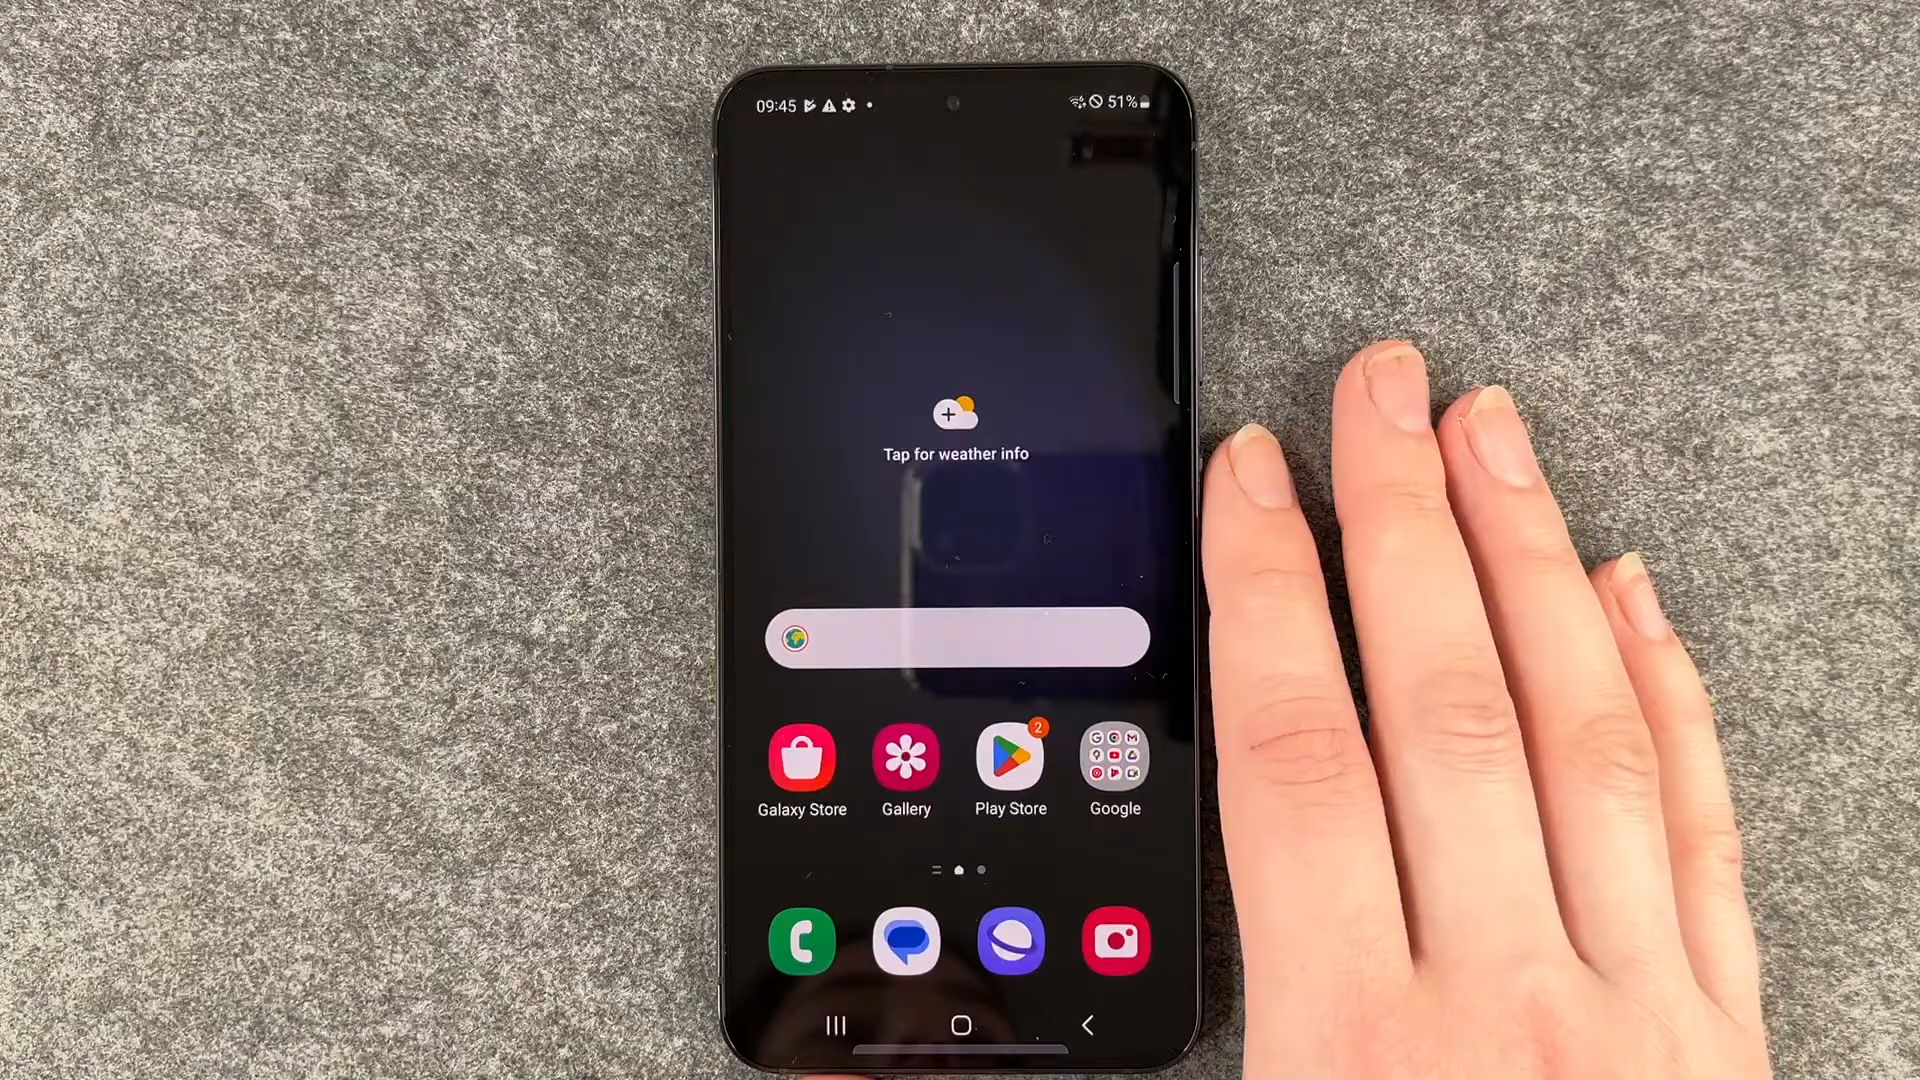 09:45
51%
Tap for weather info
2
Galaxy Store
Gallery
Play Store
Google